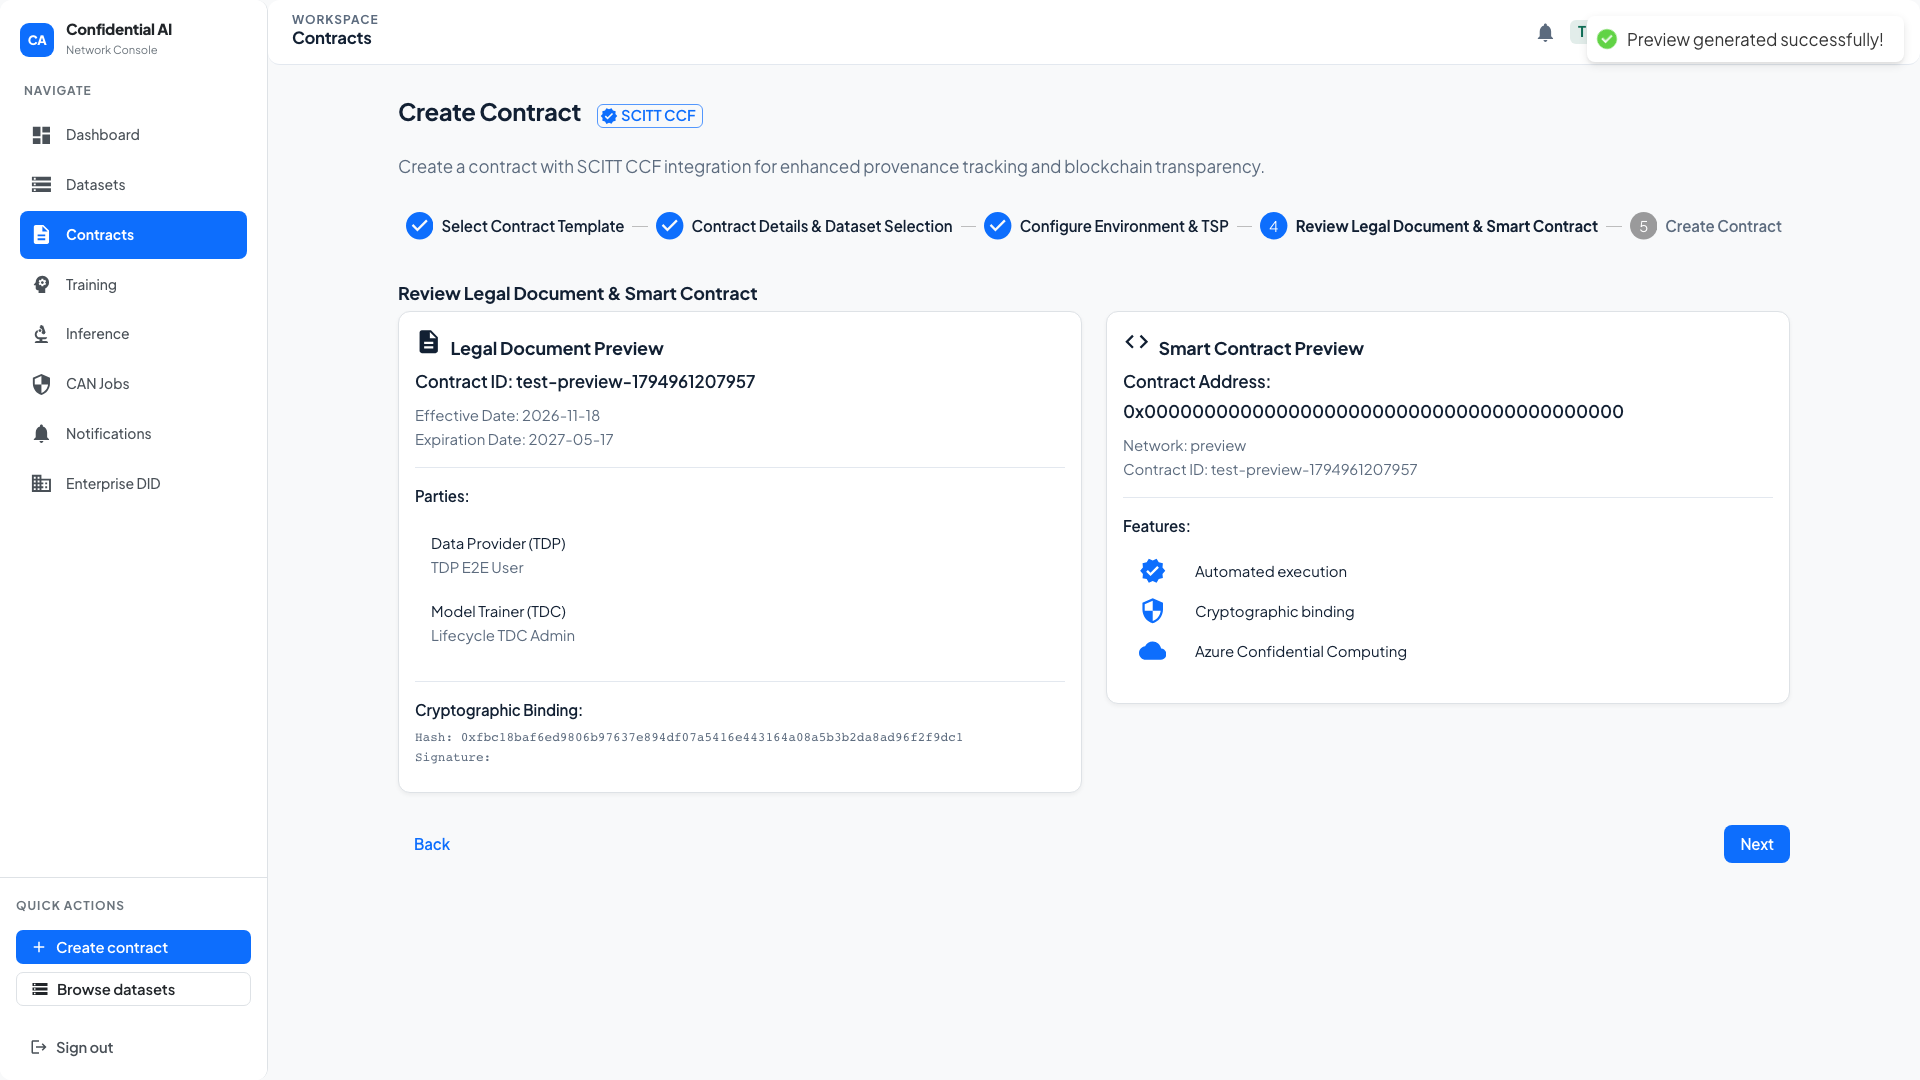 CA
Confidential AI
Network Console
NAVIGATE
Dashboard
Datasets
Contracts
Training
Inference
CAN Jobs
Notifications
Enterprise DID
QUICK ACTIONS
Create contract
Browse datasets
Sign out
WORKSPACE
Contracts
T
Preview generated successfully!
Create Contract
SCITT CCF
Create a contract with SCITT CCF integration for enhanced provenance tracking and blockchain transparency.
Select Contract Template
Contract Details & Dataset Selection
Configure Environment & TSP
4 Review Legal Document & Smart Contract
5 Create Contract
Review Legal Document & Smart Contract
Legal Document Preview
Contract ID: test-preview-1794961207957
Effective Date: 2026-11-18
Expiration Date: 2027-05-17
Parties:
Data Provider (TDP)
TDP E2E User
Model Trainer (TDC)
Lifecycle TDC Admin
Cryptographic Binding:
Hash: 0xfbc18baf6ed9806b97637e894df07a5416e443164a08a5b3b2da8ad96f2f9dc1
Signature:
Smart Contract Preview
Contract Address:
0x0000000000000000000000000000000000000000
Network: preview
Contract ID: test-preview-1794961207957
Features:
Automated execution
Cryptographic binding
Azure Confidential Computing
Back
Next